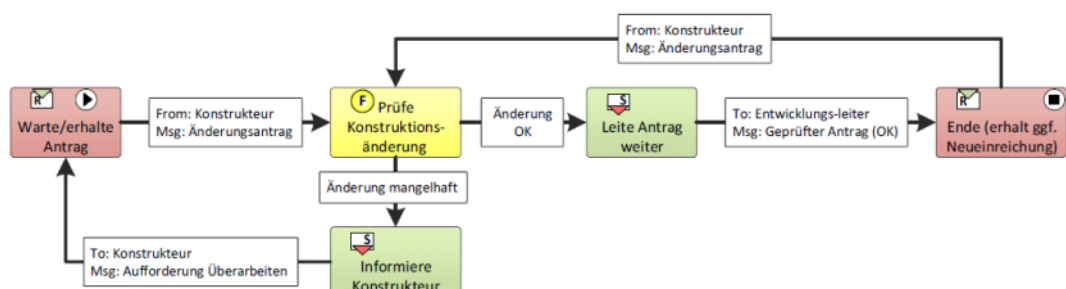 From: Konstrukteur
Msg: Änderungsantrag
R
Warte/erhalte
Antrag
From: Konstrukteur
Msg: Änderungsantrag
F
Prüfe
Konstruktions-
änderung
Änderung
OK
S
Leite Antrag
weiter
To: Entwicklungs-leiter
Msg: Geprüfter Antrag (OK)
R
Ende (erhalt ggf.
Neueinreichung)
Änderung mangelhaft
To: Konstrukteur
Msg: Aufforderung Überarbeiten
S
Informiere
Konstrukteur